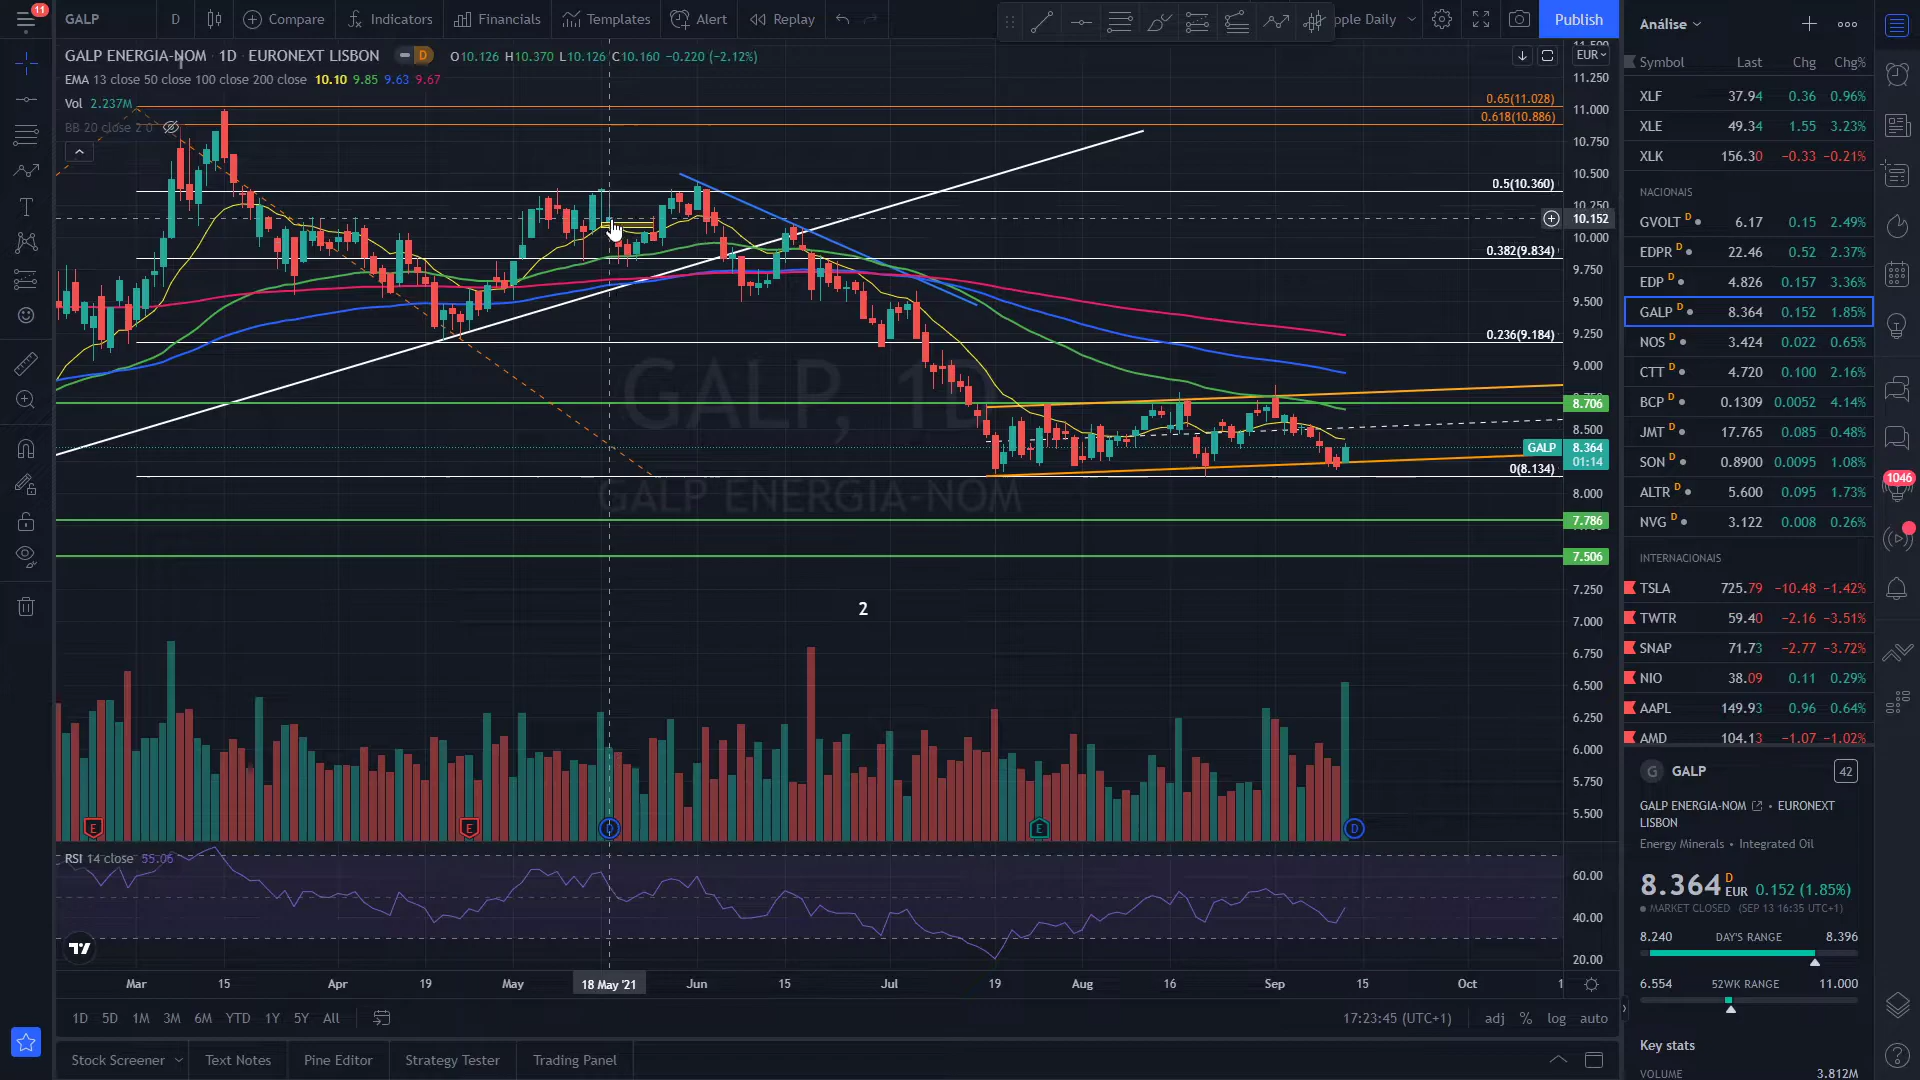 11
GALP D Compare Indicators Financials Templates Alert Replay pple Daily Publish
GALP ENERGIA-NOM · 1D · EURONEXT LISBON D O10.126 H10.370 L10.126 C10.160 −0.220 (−2.12%)
EMA 13 close 50 close 100 close 200 close 10.10 9.85 9.63 9.67
Vol 2.237M
BB 20 close 2 0
EUR
11.500
11.250
11.000
10.750
10.500
10.250
10.152
10.000
9.750
9.500
9.250
9.000
8.706
8.500
GALP 8.364
01:14
8.000
7.786
7.506
7.250
7.000
6.750
6.500
6.250
6.000
5.750
5.500
0.65(11.028)
0.618(10.886)
0.5(10.360)
0.382(9.834)
0.236(9.184)
0(8.134)
GALP, 1D
GALP ENERGIA-NOM
2
E E D E D
RSI 14 close 55.06
60.00
40.00
20.00
Mar 15 Apr 19 May 18 May '21 Jun 15 Jul 19 Aug 16 Sep 15 Oct 1
1D 5D 1M 3M 6M YTD 1Y 5Y All 17:23:45 (UTC+1) adj % log auto
Stock Screener Text Notes Pine Editor Strategy Tester Trading Panel
Análise
Symbol Last Chg Chg%
XLF 37.94 0.36 0.96%
XLE 49.34 1.55 3.23%
XLK 156.30 −0.33 −0.21%
NACIONAIS
GVOLT D 6.17 0.15 2.49%
EDPR D 22.46 0.52 2.37%
EDP D 4.826 0.157 3.36%
GALP D 8.364 0.152 1.85%
NOS D 3.424 0.022 0.65%
CTT D 4.720 0.100 2.16%
BCP D 0.1309 0.0052 4.14%
JMT D 17.765 0.085 0.48%
SON D 0.8900 0.0095 1.08%
ALTR D 5.600 0.095 1.73%
NVG D 3.122 0.008 0.26%
INTERNACIONAIS
TSLA 725.79 −10.48 −1.42%
TWTR 59.40 −2.16 −3.51%
SNAP 71.73 −2.77 −3.72%
NIO 38.09 0.11 0.29%
AAPL 149.93 0.96 0.64%
AMD 104.13 −1.07 −1.02%
G GALP 42
GALP ENERGIA-NOM • EURONEXT
LISBON
Energy Minerals • Integrated Oil
8.364 D EUR 0.152 (1.85%)
MARKET CLOSED (SEP 13 16:35 UTC+1)
8.240 DAY'S RANGE 8.396
6.554 52WK RANGE 11.000
Key stats
VOLUME 3.812M
1046